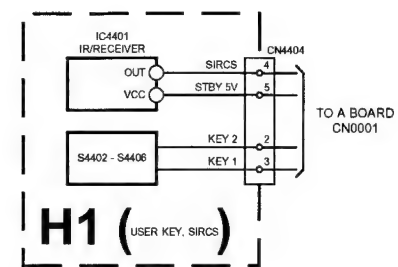 IC4401
IR/RECEIVER
CN4404
OUT
SIRCS
4
VCC
STBY 5V
5
TO A BOARD
CN0001
S4402 - S4406
KEY 2
2
KEY 1
3
H1 ( USER KEY, SIRCS )